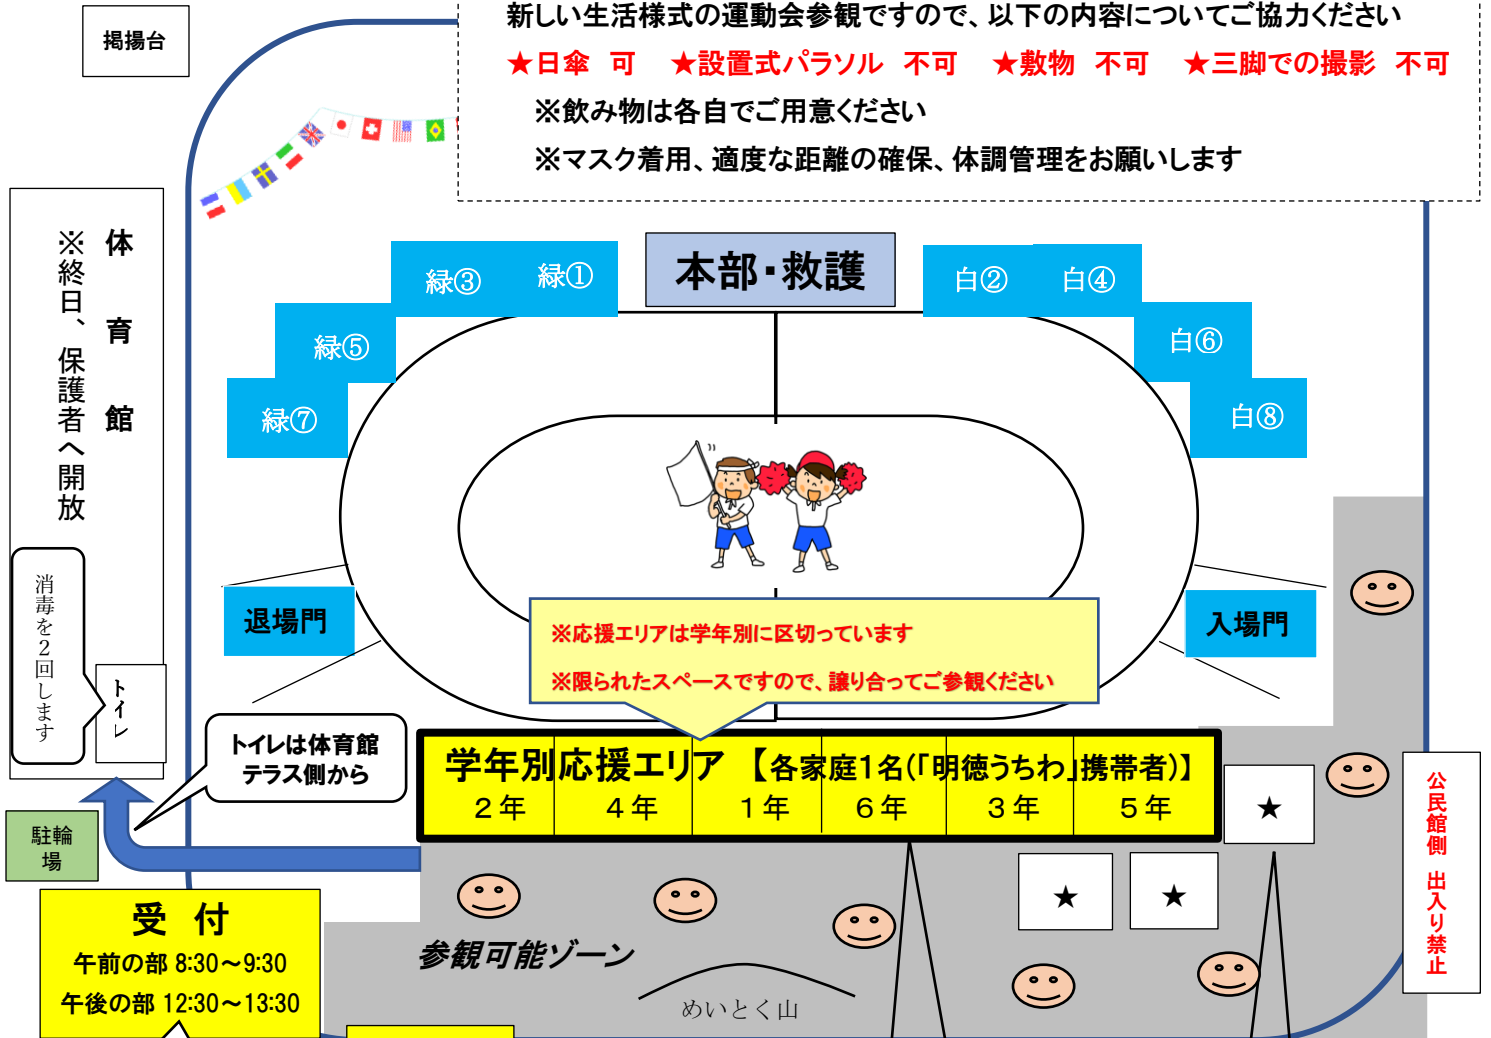 新しい生活様式の運動会参観ですので、以下の内容についてご協力ください
★日傘 可 ★設置式パラソル 不可 ★敷物 不可 ★三脚での撮影 不可
※飲み物は各自でご用意ください
※マスク着用、適度な距離の確保、体調管理をお願いします
掲揚台
体育館
※終日、保護者へ開放
消毒を2回します
トイレ
本部・救護
緑③
緑①
白②
白④
緑⑤
白⑥
緑⑦
白⑧
退場門
入場門
※応援エリアは学年別に区切っています
※限られたスペースですので、譲り合ってご参観ください
トイレは体育館
テラス側から
学年別応援エリア 【各家庭1名(「明徳うちわ」携帯者)】
2年 4年 1年 6年 3年 5年
★
★
★
公民館側 出入り禁止
駐輪
場
受 付
午前の部 8:30～9:30
午後の部 12:30～13:30
参観可能ゾーン
めいとく山